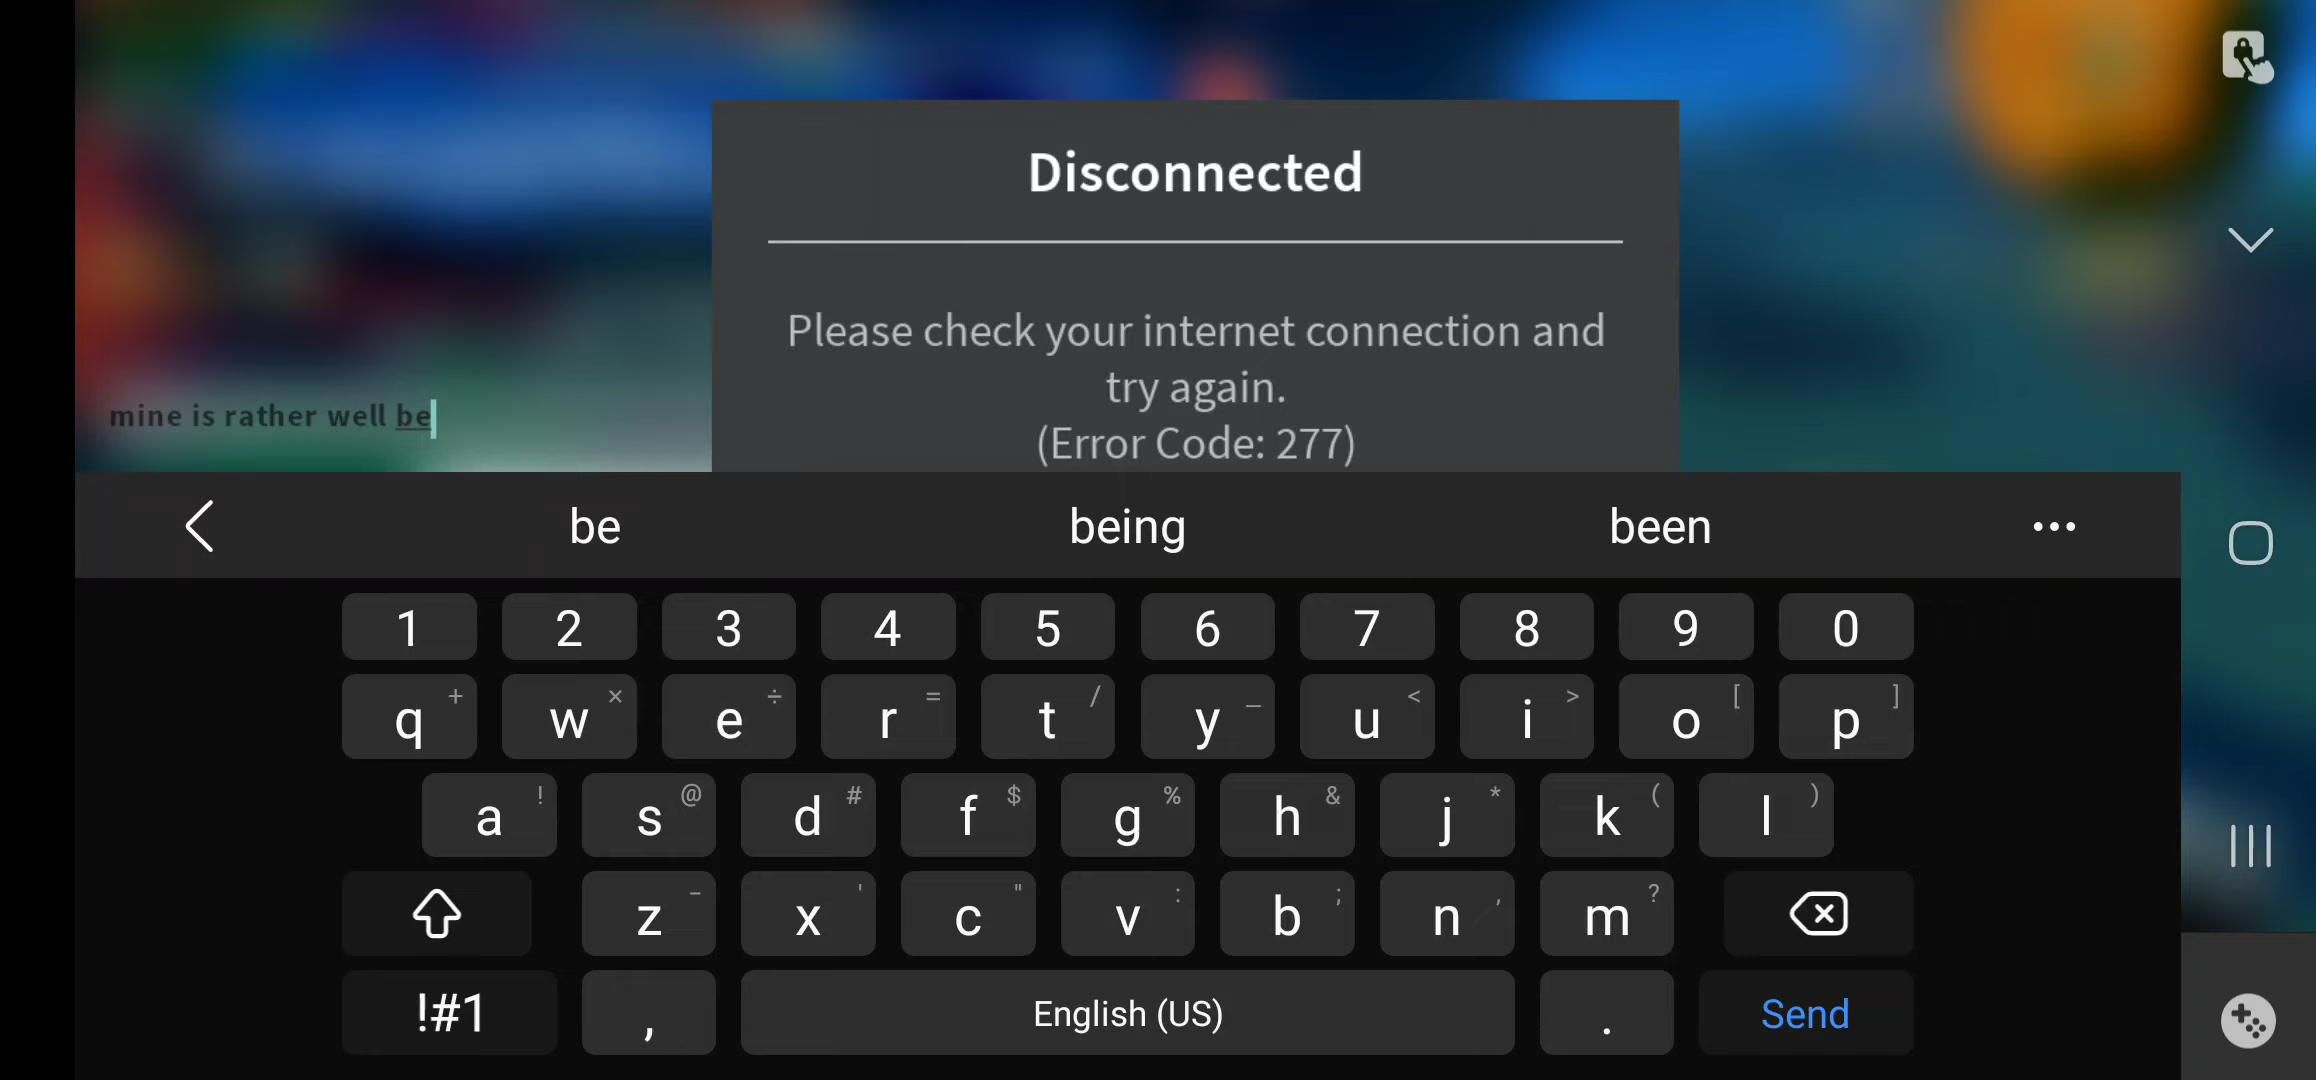 Disconnected
Please check your internet connection and
try again.
(Error Code: 277)
mine is rather well be
be being been •••
1 2 3 4 5 6 7 8 9 0
q + w × e ÷ r = t / y _ u < i > o [ p ]
a ! s @ d # f $ g % h & j * k ( l )
z - x ' c " v : b ; n , m ?
!#1 , English (US) . Send